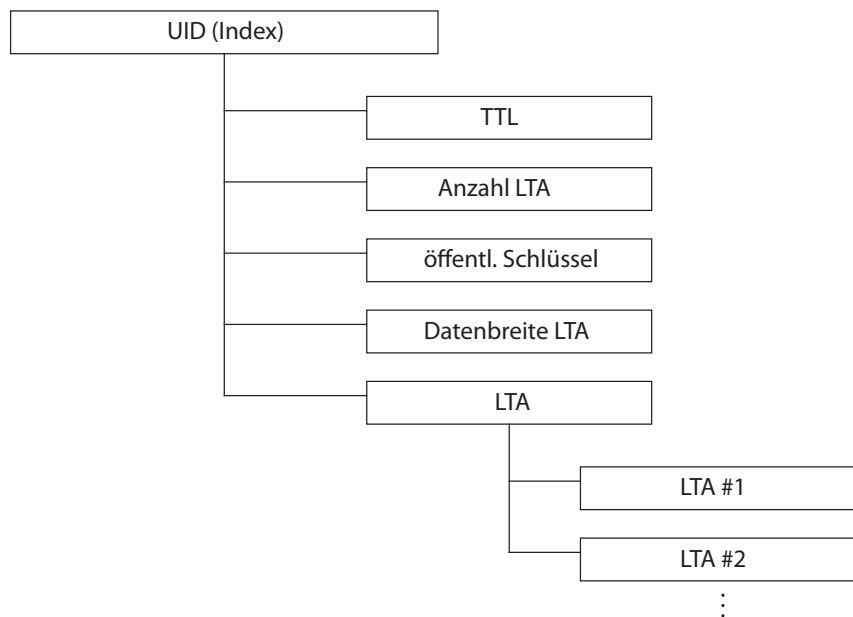 UID (Index)
TTL
Anzahl LTA
öffentl. Schlüssel
Datenbreite LTA
LTA
LTA #1
LTA #2
⋮